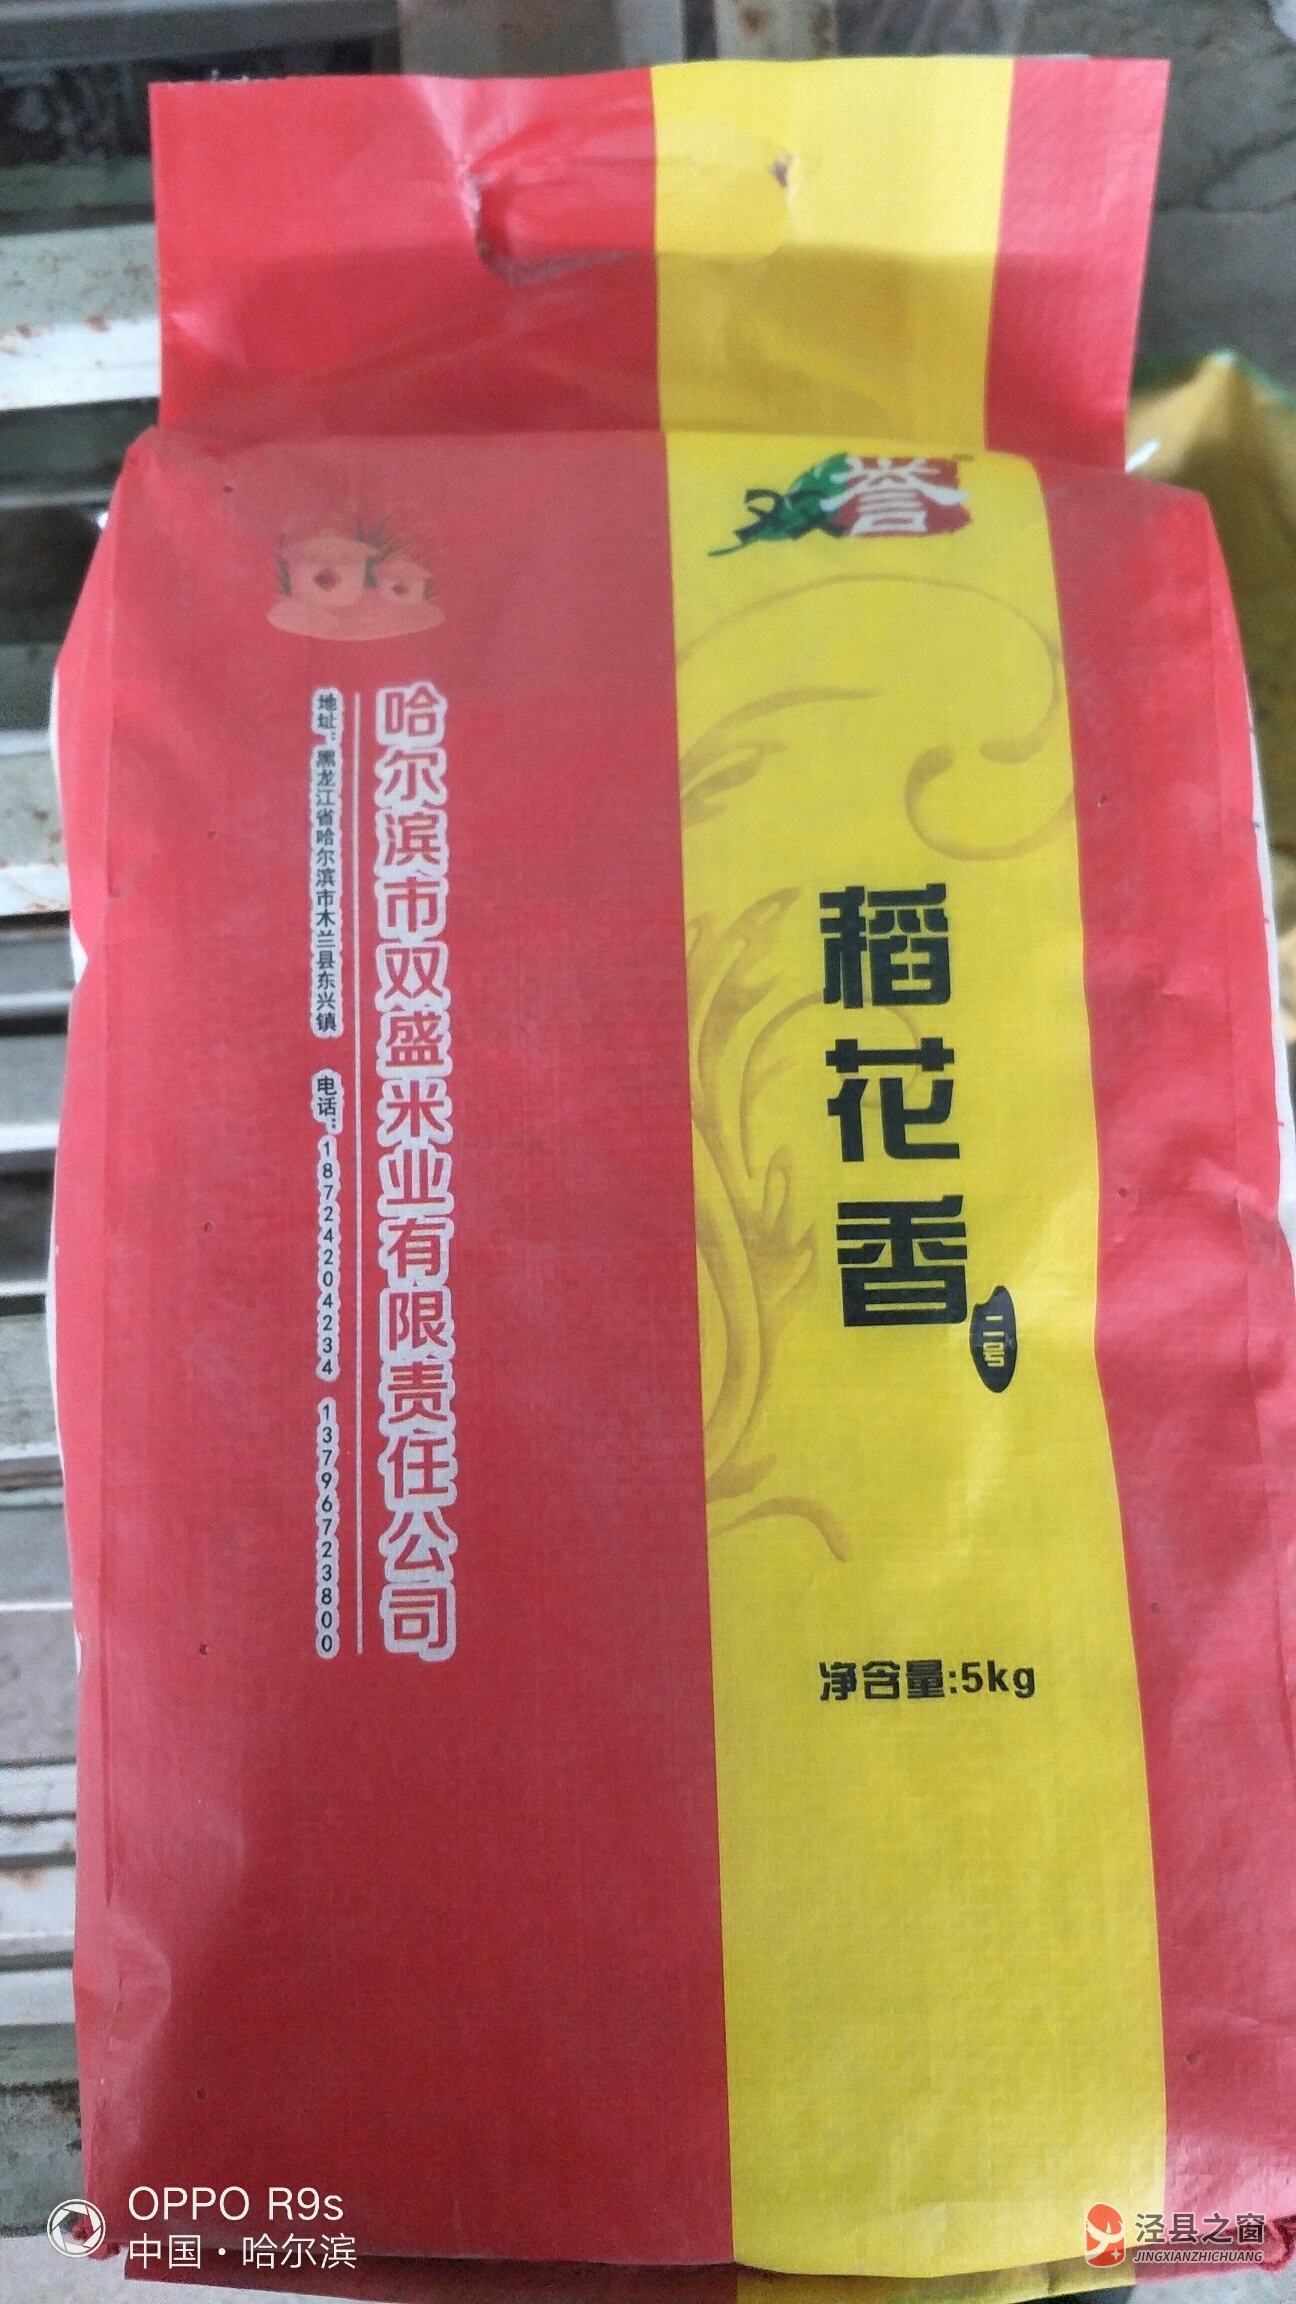 双誉
稻花香
二号
净含量:5kg
哈尔滨市双盛米业有限责任公司
地址：黑龙江省哈尔滨市木兰县东兴镇 电话：18724204234 13796723800
OPPO R9s
中国·哈尔滨
泾县之窗
JINGXIANZHICHUANG